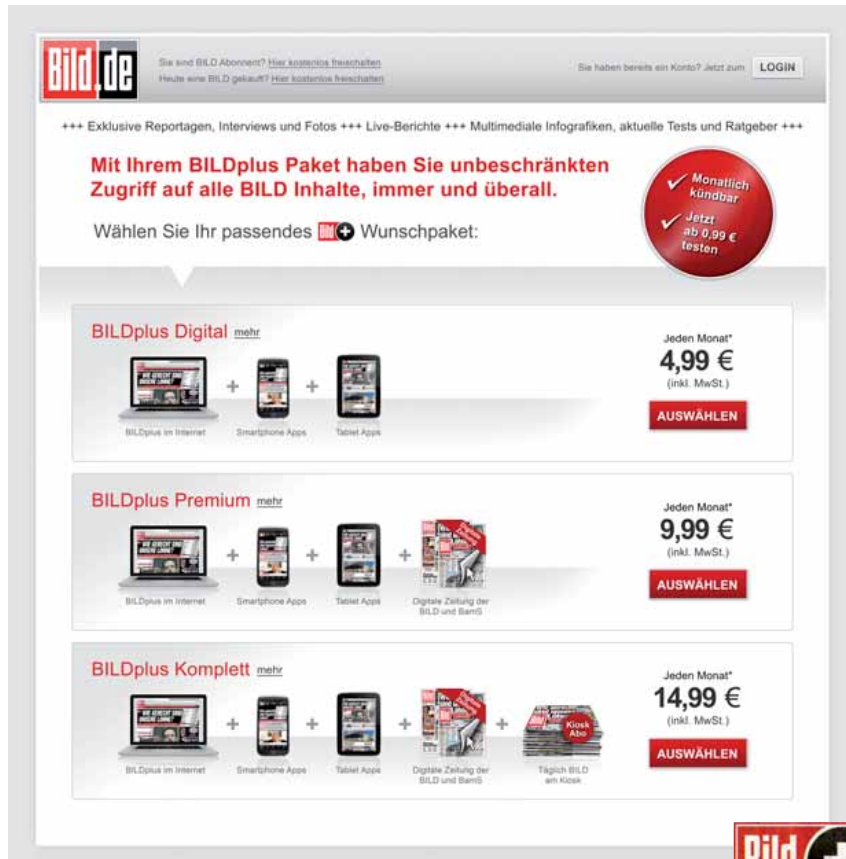 Bild.de
Sie sind BILD Abonnent? Hier kostenlos freischalten
Heute eine BILD gekauft? Hier kostenlos freischalten
Sie haben bereits ein Konto? Jetzt zum LOGIN
+++ Exklusive Reportagen, Interviews und Fotos +++ Live-Berichte +++ Multimediale Infografiken, aktuelle Tests und Ratgeber +++
Mit Ihrem BILDplus Paket haben Sie unbeschränkten
Zugriff auf alle BILD Inhalte, immer und überall.
Monatlich
kündbar
Jetzt
ab 0,99 €
testen
Wählen Sie Ihr passendes Bild+ Wunschpaket:
BILDplus Digital mehr
BILDplus im Internet
+
Smartphone Apps
+
Tablet Apps
Jeden Monat*
4,99 €
(inkl. MwSt.)
AUSWÄHLEN
BILDplus Premium mehr
BILDplus im Internet
+
Smartphone Apps
+
Tablet Apps
+
Digitale Zeitung
Digitale Zeitung der
BILD und BamS
Jeden Monat*
9,99 €
(inkl. MwSt.)
AUSWÄHLEN
BILDplus Komplett mehr
BILDplus im Internet
+
Smartphone Apps
+
Tablet Apps
+
Digitale Zeitung
Digitale Zeitung der
BILD und BamS
+
Kiosk
Abo
Täglich BILD
am Kiosk
Jeden Monat*
14,99 €
(inkl. MwSt.)
AUSWÄHLEN
Bild